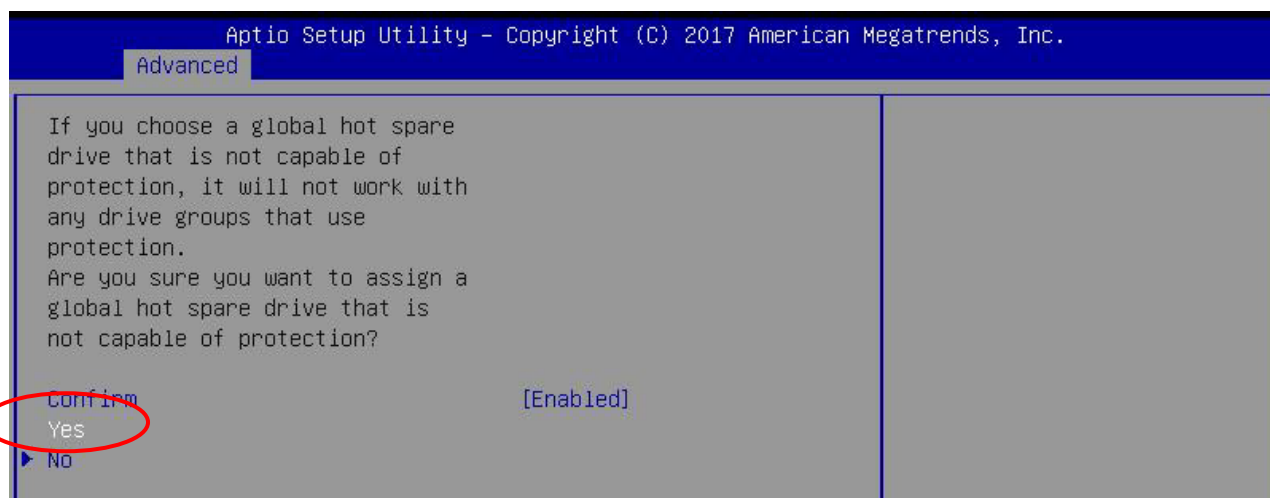 Aptio Setup Utility – Copyright (C) 2017 American Megatrends, Inc.
Advanced
If you choose a global hot spare
drive that is not capable of
protection, it will not work with
any drive groups that use
protection.
Are you sure you want to assign a
global hot spare drive that is
not capable of protection?
Confirm [Enabled]
Yes
No